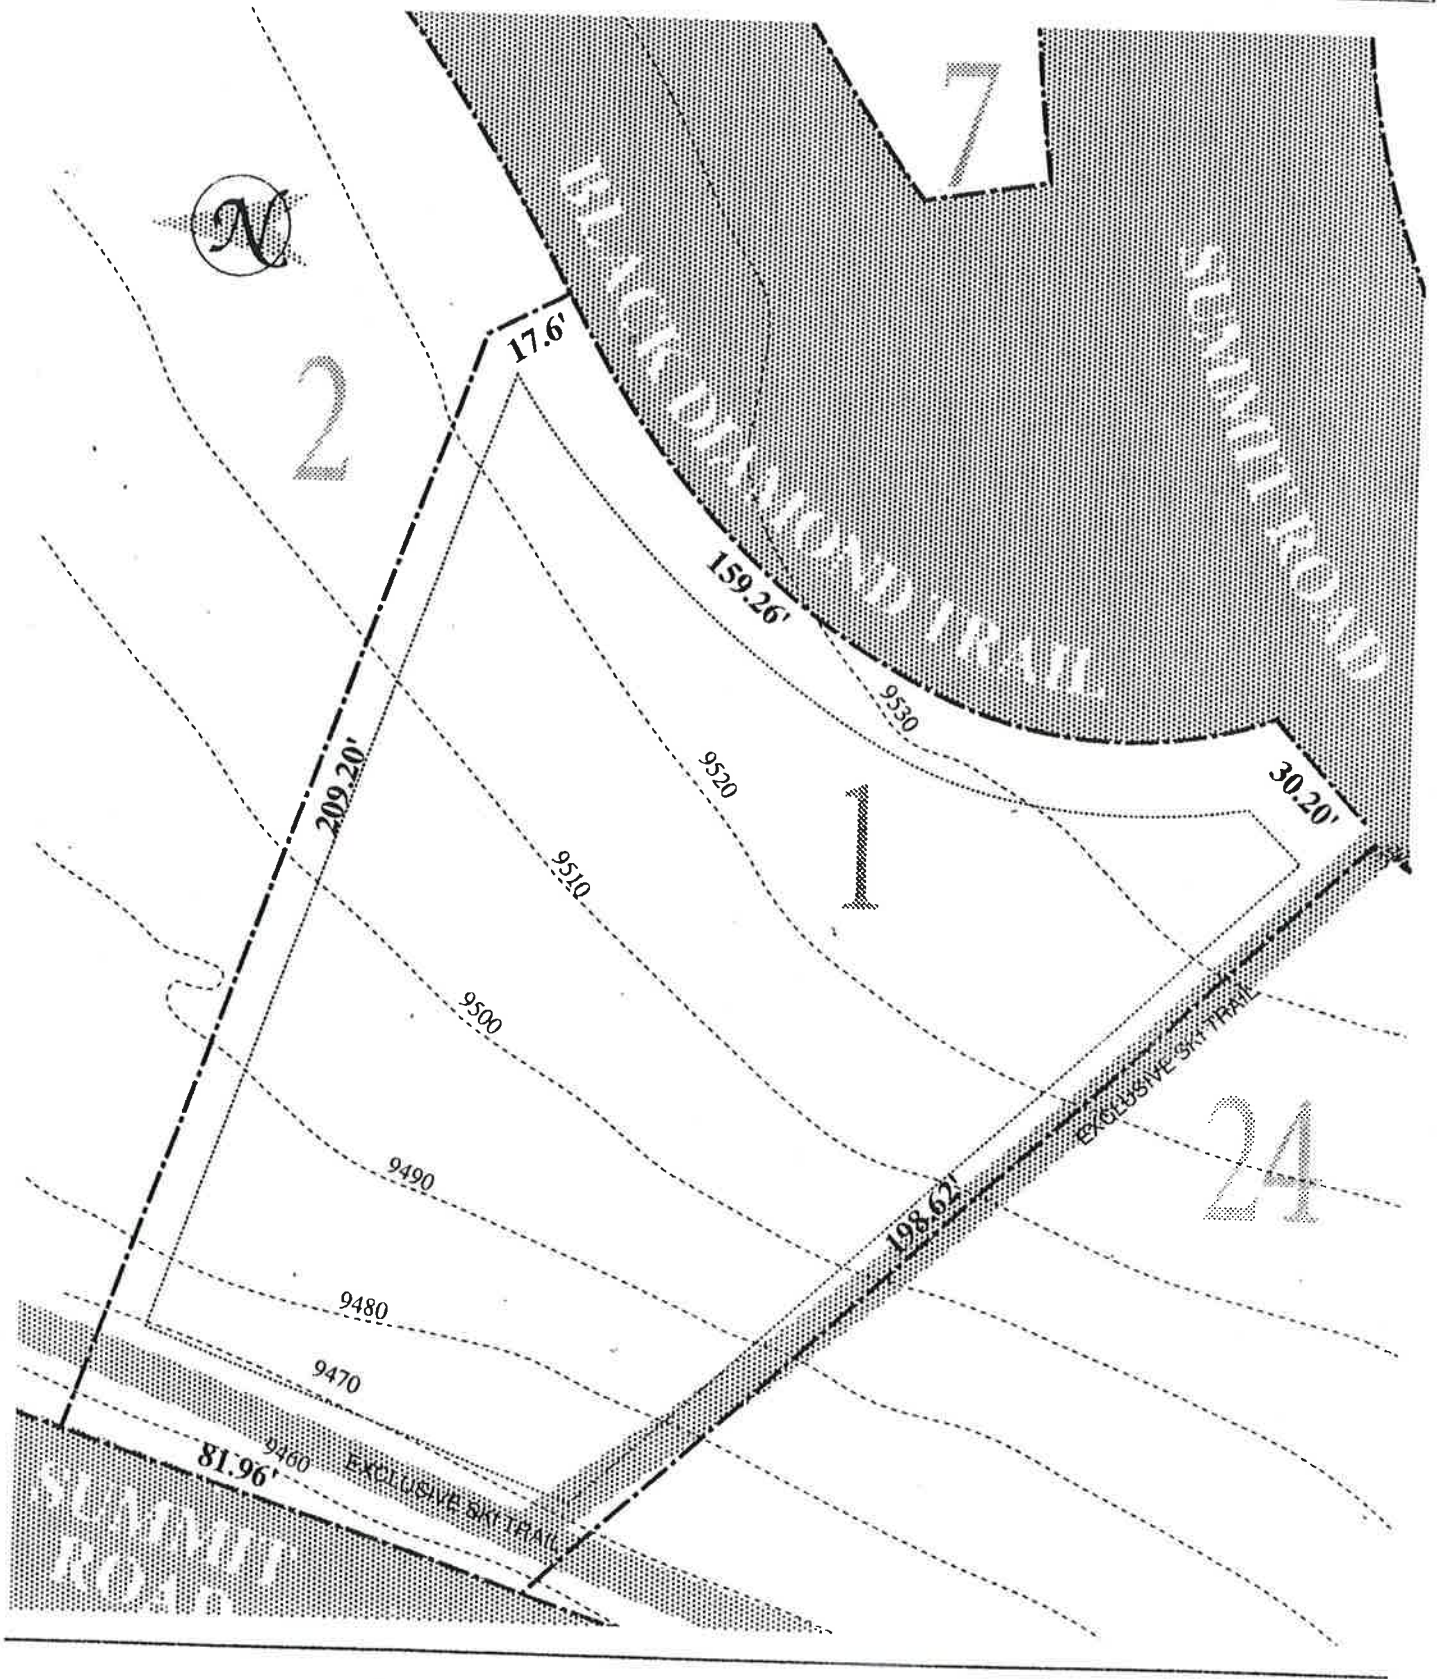 7
N
17.6'
BLACK DIAMOND TRAIL
SUMMIT ROAD
2
159.26'
9530
9520
30.20'
209.20'
1
9510
9500
EXCLUSIVE SKI TRAIL
24
9490
198.62'
9480
9470
9460
81.96'
EXCLUSIVE SKI TRAIL
SUMMIT
ROAD